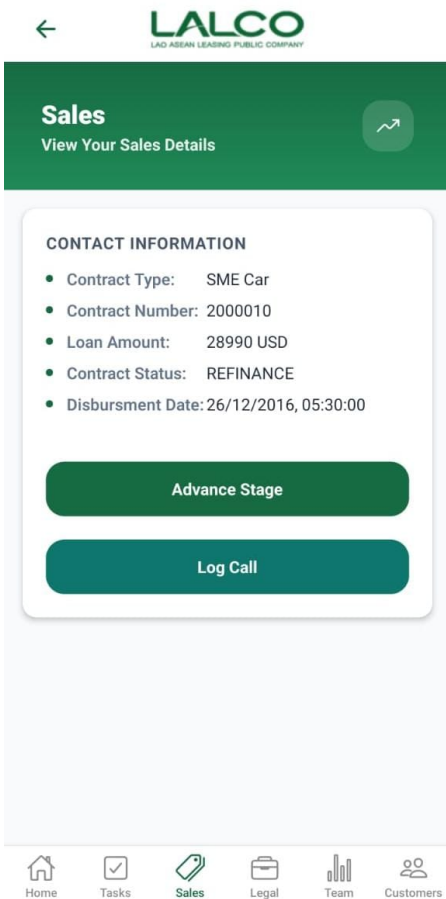 LALCO
LAO ASEAN LEASING PUBLIC COMPANY
Sales
View Your Sales Details
CONTACT INFORMATION
Contract Type: SME Car
Contract Number: 2000010
Loan Amount: 28990 USD
Contract Status: REFINANCE
Disbursment Date: 26/12/2016, 05:30:00
Advance Stage
Log Call
Home Tasks Sales Legal Team Customers